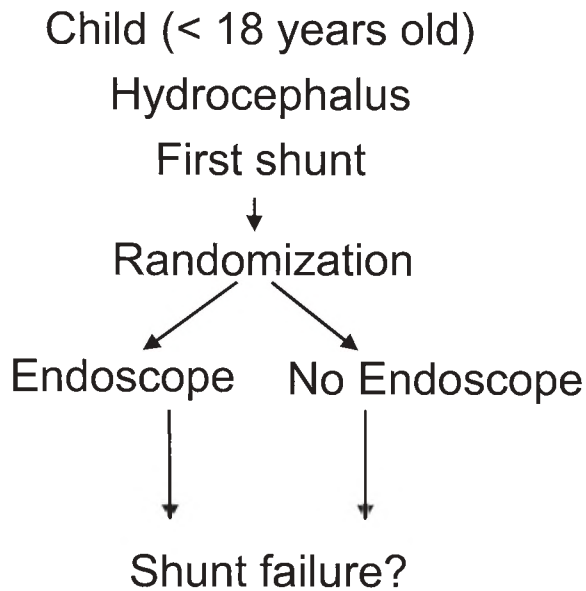 Child (< 18 years old)
Hydrocephalus
First shunt
Randomization
Endoscope No Endoscope
Shunt failure?